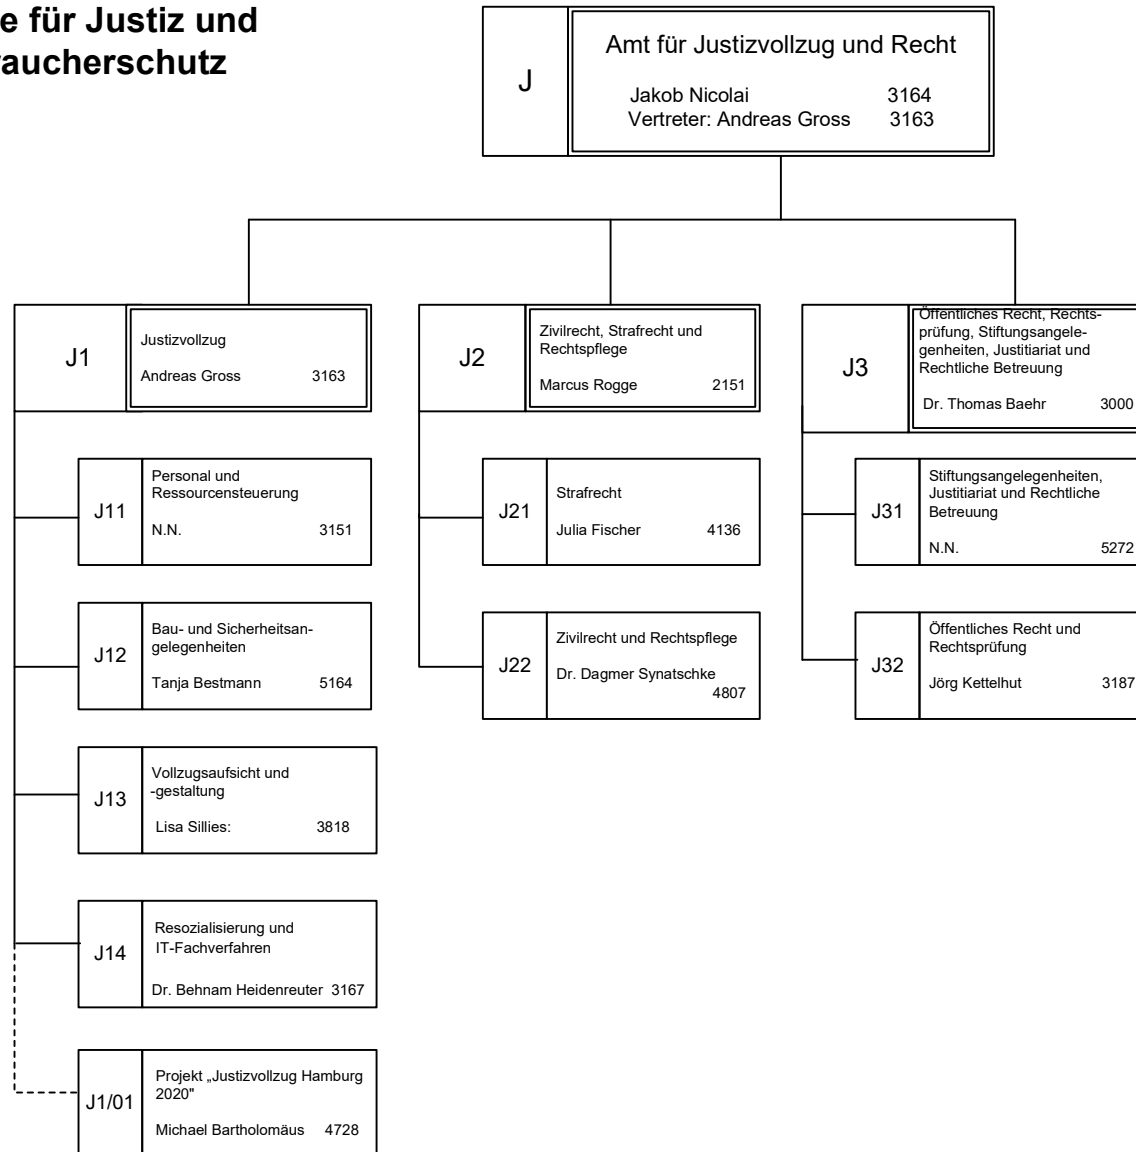 e für Justiz und
raucherschutz
J
Amt für Justizvollzug und Recht
Jakob Nicolai 3164
Vertreter: Andreas Gross 3163
J1
Justizvollzug
Andreas Gross 3163
J11
Personal und
Ressourcensteuerung
N.N. 3151
J12
Bau- und Sicherheitsan-
gelegenheiten
Tanja Bestmann 5164
J13
Vollzugsaufsicht und
-gestaltung
Lisa Sillies: 3818
J14
Resozialisierung und
IT-Fachverfahren
Dr. Behnam Heidenreuter 3167
J1/01
Projekt „Justizvollzug Hamburg
2020"
Michael Bartholomäus 4728
J2
Zivilrecht, Strafrecht und
Rechtspflege
Marcus Rogge 2151
J21
Strafrecht
Julia Fischer 4136
J22
Zivilrecht und Rechtspflege
Dr. Dagmer Synatschke
4807
J3
Öffentliches Recht, Rechts-
prüfung, Stiftungsangele-
genheiten, Justitiariat und
Rechtliche Betreuung
Dr. Thomas Baehr 3000
J31
Stiftungsangelegenheiten,
Justitiariat und Rechtliche
Betreuung
N.N. 5272
J32
Öffentliches Recht und
Rechtsprüfung
Jörg Kettelhut 3187